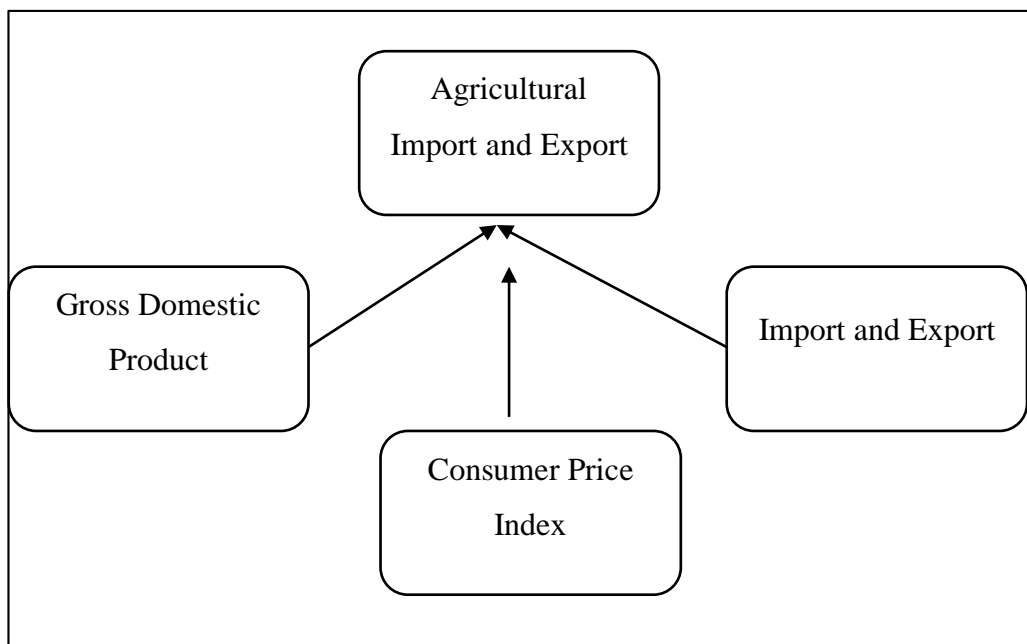 Agricultural
Import and Export
Gross Domestic
Product
Import and Export
Consumer Price
Index